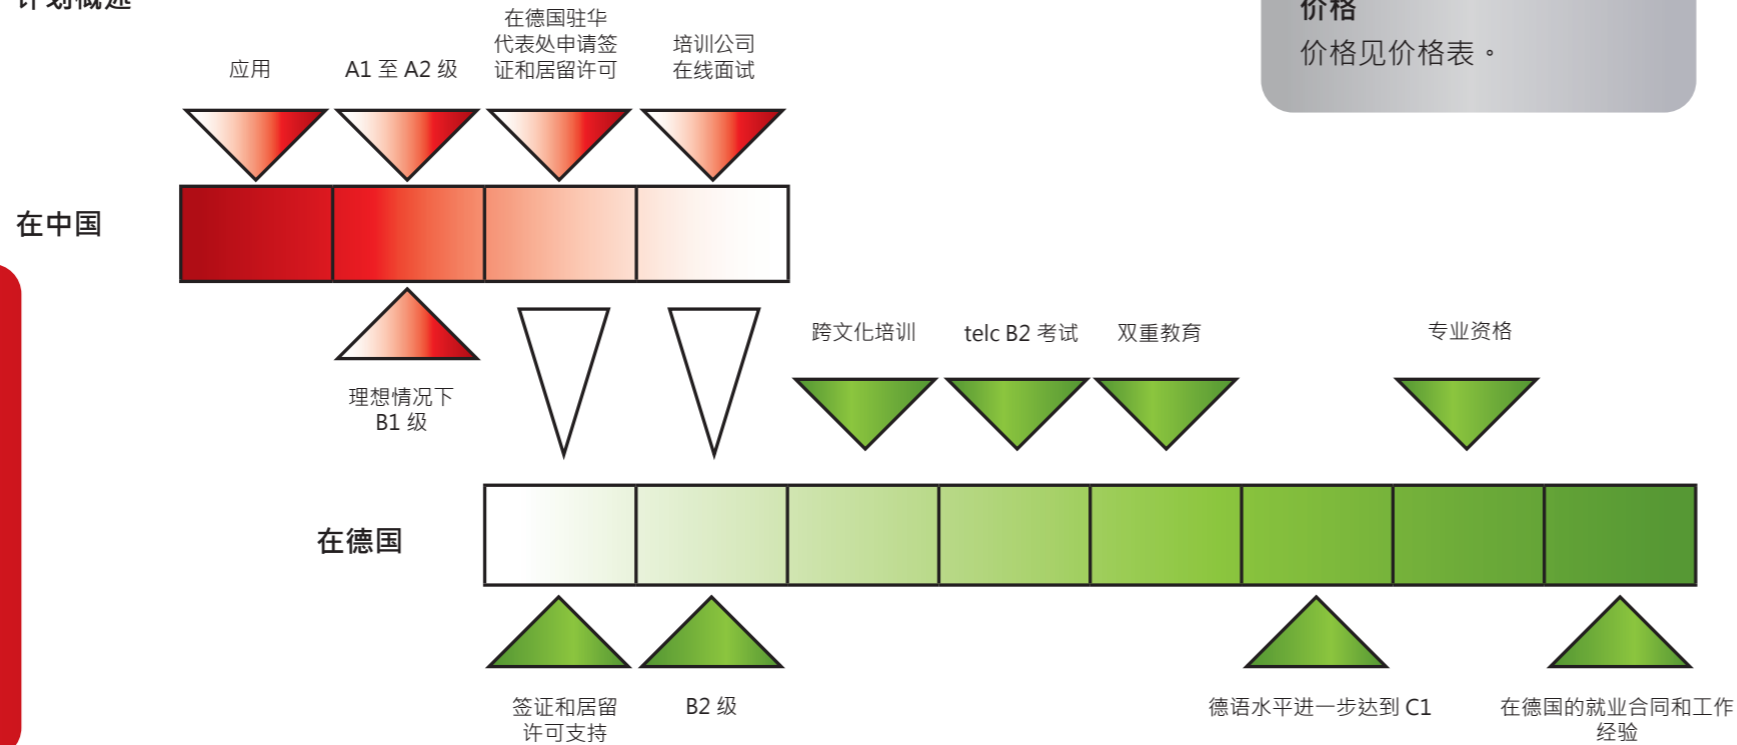 计划概述
价格
价格见价格表。
应用
A1 至 A2 级
在德国驻华
代表处申请签
证和居留许可
培训公司
在线面试
在中国
理想情况下
B1 级
跨文化培训
telc B2 考试
双重教育
专业资格
在德国
签证和居留
许可支持
B2 级
德语水平进一步达到 C1
在德国的就业合同和工作
经验